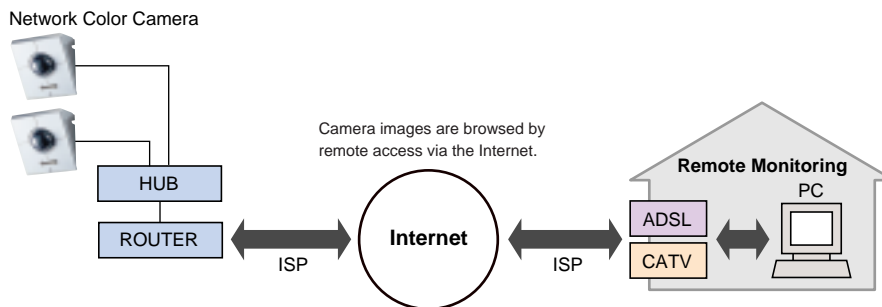 Network Color Camera
Camera images are browsed by
remote access via the Internet.
HUB
ROUTER
ISP
Internet
ISP
Remote Monitoring
PC
ADSL
CATV